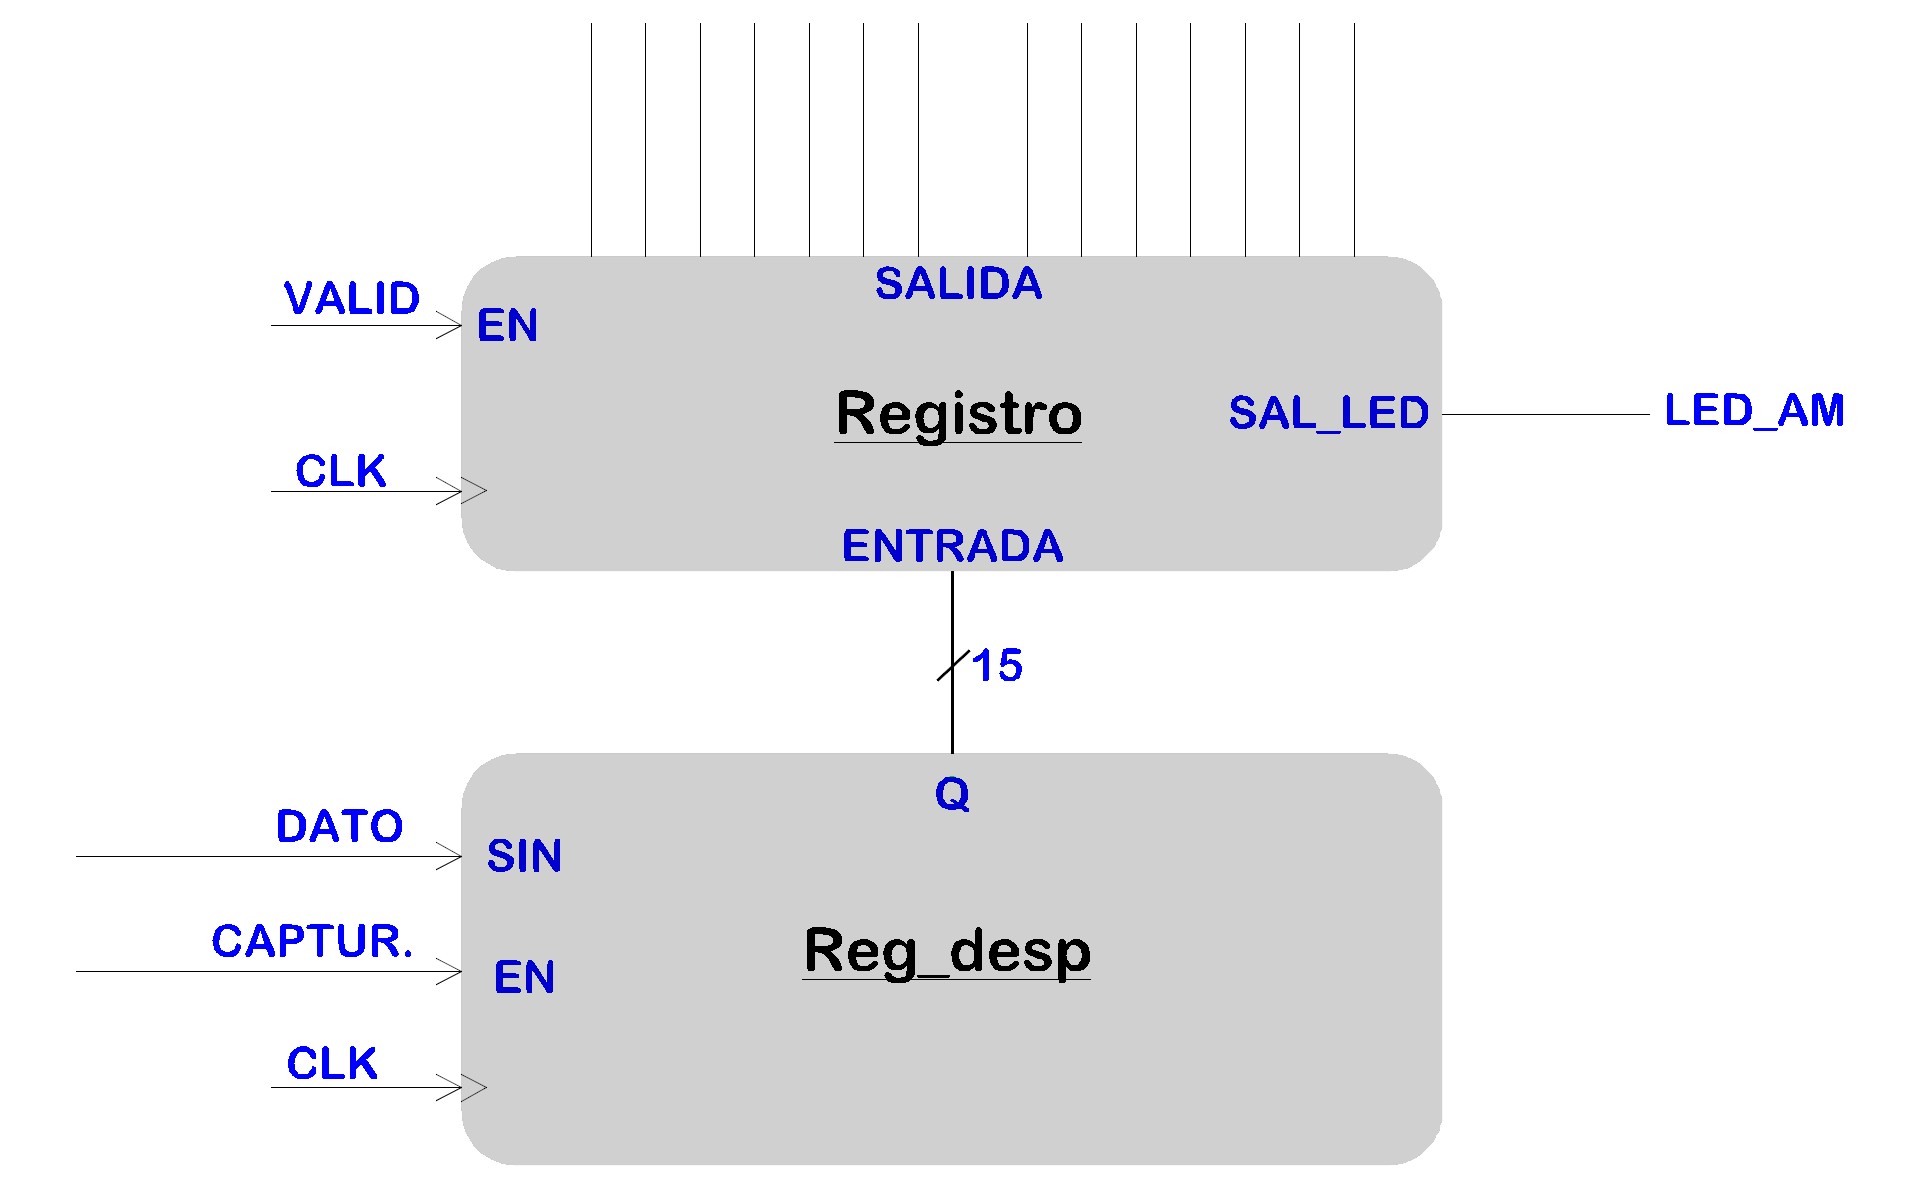 SALIDA
VALID
EN
Registro
SAL_LED
LED_AM
CLK
ENTRADA
15
Q
DATO
SIN
CAPTUR.
EN
Reg_desp
CLK